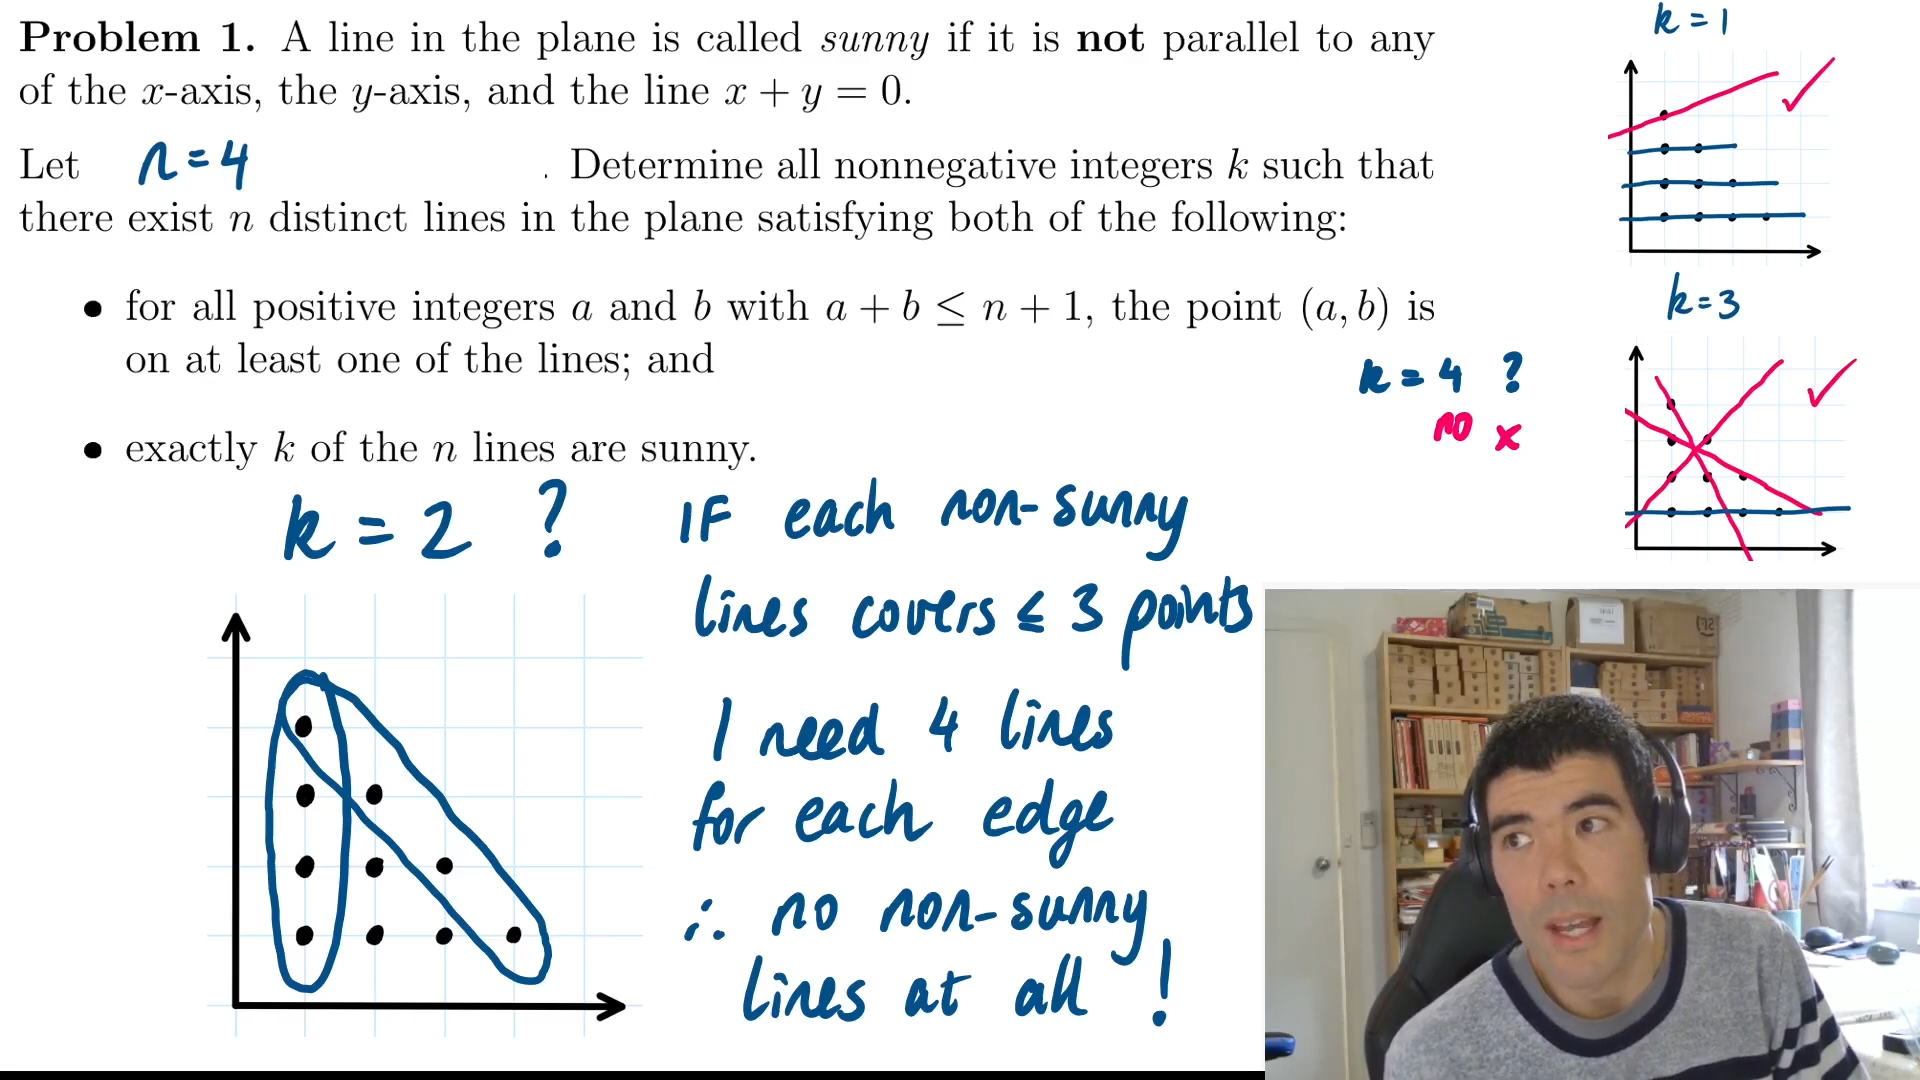 Problem 1. A line in the plane is called sunny if it is not parallel to any
of the x-axis, the y-axis, and the line x + y = 0.
Let n=4 . Determine all nonnegative integers k such that
there exist n distinct lines in the plane satisfying both of the following:
• for all positive integers a and b with a + b ≤ n + 1, the point (a, b) is
on at least one of the lines; and
• exactly k of the n lines are sunny.
k = 2 ?
IF each non-sunny
lines covers ≤ 3 points
I need 4 lines
for each edge
∴ no non-sunny
lines at all !
k = 4 ?
no x
k = 1
k=3